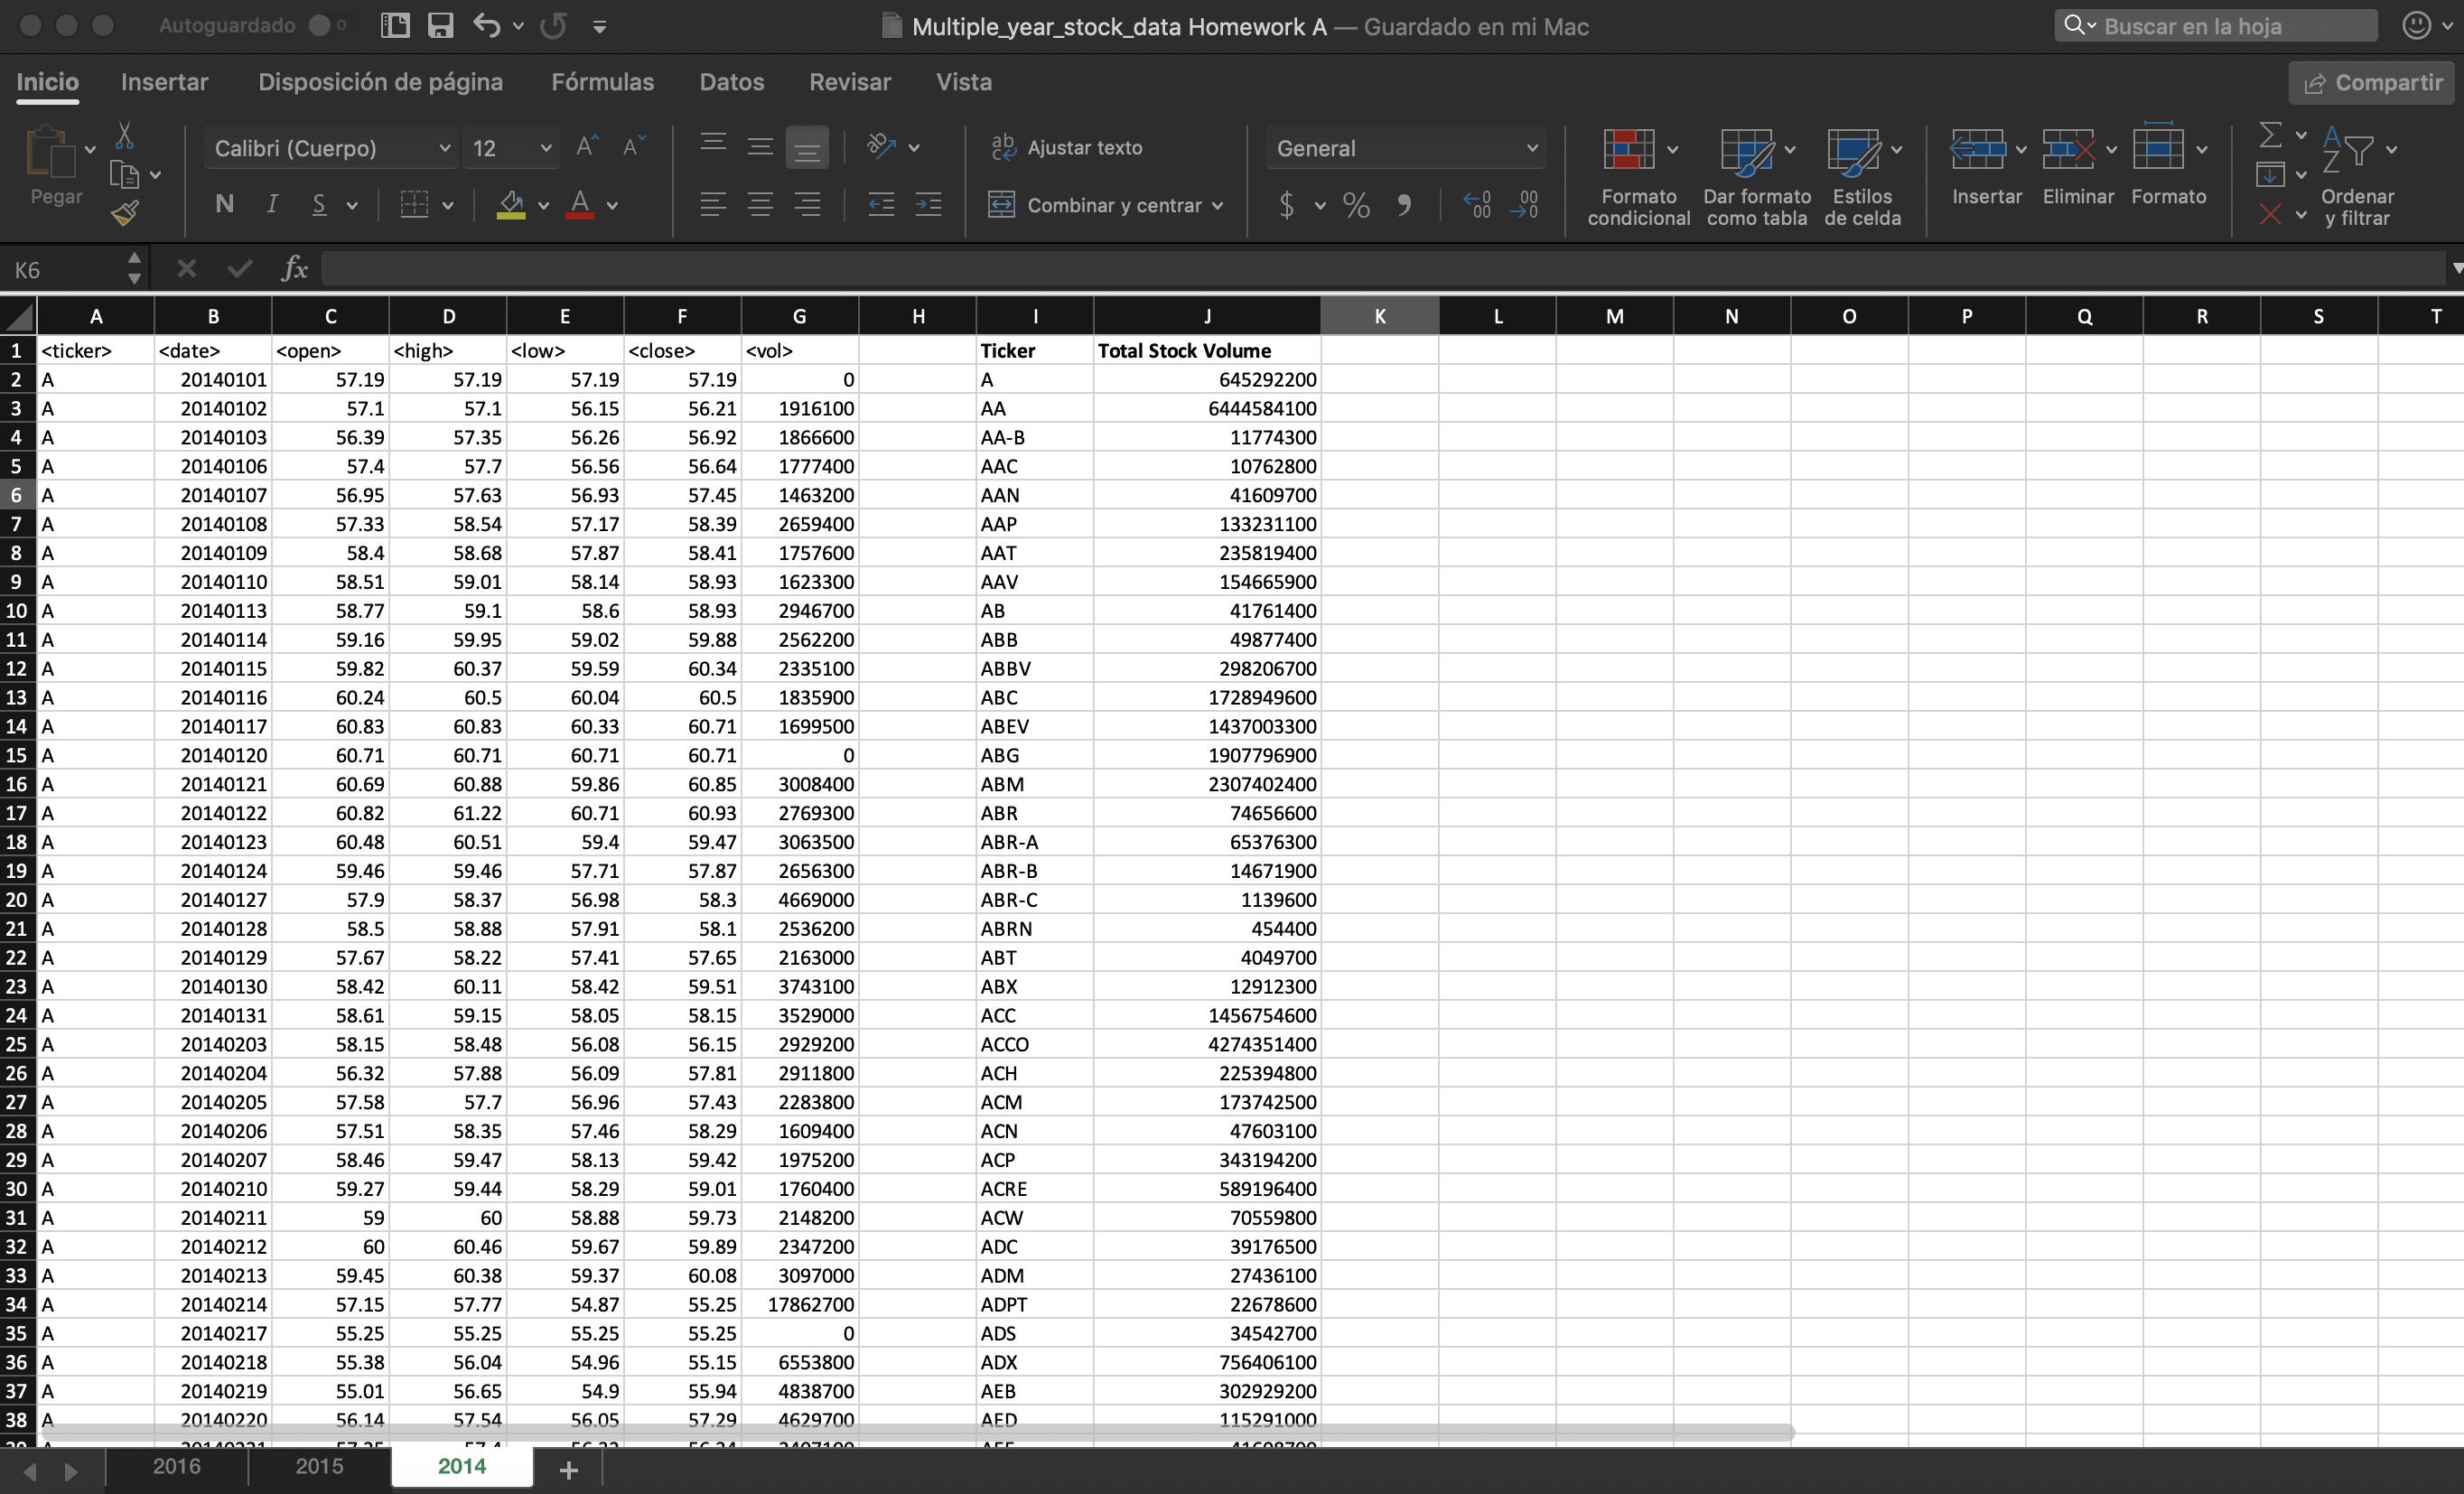 Autoguardado
Multiple_year_stock_data Homework A — Guardado en mi Mac
Buscar en la hoja
Inicio Insertar Disposición de página Fórmulas Datos Revisar Vista
Compartir
Pegar
Calibri (Cuerpo) 12
N I S
ab Ajustar texto
Combinar y centrar
General
$ % 
Formato condicional
Dar formato como tabla
Estilos de celda
Insertar Eliminar Formato
Ordenar y filtrar
K6 fx
A B C D E F G H I J K L M N O P Q R S T
1 <ticker> <date> <open> <high> <low> <close> <vol> Ticker Total Stock Volume
2 A 20140101 57.19 57.19 57.19 57.19 0 A 645292200
3 A 20140102 57.1 57.1 56.15 56.21 1916100 AA 6444584100
4 A 20140103 56.39 57.35 56.26 56.92 1866600 AA-B 11774300
5 A 20140106 57.4 57.7 56.56 56.64 1777400 AAC 10762800
6 A 20140107 56.95 57.63 56.93 57.45 1463200 AAN 41609700
7 A 20140108 57.33 58.54 57.17 58.39 2659400 AAP 133231100
8 A 20140109 58.4 58.68 57.87 58.41 1757600 AAT 235819400
9 A 20140110 58.51 59.01 58.14 58.93 1623300 AAV 154665900
10 A 20140113 58.77 59.1 58.6 58.93 2946700 AB 41761400
11 A 20140114 59.16 59.95 59.02 59.88 2562200 ABB 49877400
12 A 20140115 59.82 60.37 59.59 60.34 2335100 ABBV 298206700
13 A 20140116 60.24 60.5 60.04 60.5 1835900 ABC 1728949600
14 A 20140117 60.83 60.83 60.33 60.71 1699500 ABEV 1437003300
15 A 20140120 60.71 60.71 60.71 60.71 0 ABG 1907796900
16 A 20140121 60.69 60.88 59.86 60.85 3008400 ABM 2307402400
17 A 20140122 60.82 61.22 60.71 60.93 2769300 ABR 74656600
18 A 20140123 60.48 60.51 59.4 59.47 3063500 ABR-A 65376300
19 A 20140124 59.46 59.46 57.71 57.87 2656300 ABR-B 14671900
20 A 20140127 57.9 58.37 56.98 58.3 4669000 ABR-C 1139600
21 A 20140128 58.5 58.88 57.91 58.1 2536200 ABRN 454400
22 A 20140129 57.67 58.22 57.41 57.65 2163000 ABT 4049700
23 A 20140130 58.42 60.11 58.42 59.51 3743100 ABX 12912300
24 A 20140131 58.61 59.15 58.05 58.15 3529000 ACC 1456754600
25 A 20140203 58.15 58.48 56.08 56.15 2929200 ACCO 4274351400
26 A 20140204 56.32 57.88 56.09 57.81 2911800 ACH 225394800
27 A 20140205 57.58 57.7 56.96 57.43 2283800 ACM 173742500
28 A 20140206 57.51 58.35 57.46 58.29 1609400 ACN 47603100
29 A 20140207 58.46 59.47 58.13 59.42 1975200 ACP 343194200
30 A 20140210 59.27 59.44 58.29 59.01 1760400 ACRE 589196400
31 A 20140211 59 60 58.88 59.73 2148200 ACW 70559800
32 A 20140212 60 60.46 59.67 59.89 2347200 ADC 39176500
33 A 20140213 59.45 60.38 59.37 60.08 3097000 ADM 27436100
34 A 20140214 57.15 57.77 54.87 55.25 17862700 ADPT 22678600
35 A 20140217 55.25 55.25 55.25 55.25 0 ADS 34542700
36 A 20140218 55.38 56.04 54.96 55.15 6553800 ADX 756406100
37 A 20140219 55.01 56.65 54.9 55.94 4838700 AEB 302929200
38 A 20140220 56.14 57.54 56.05 57.29 4629700 AED 115291000
2016 2015 2014 +